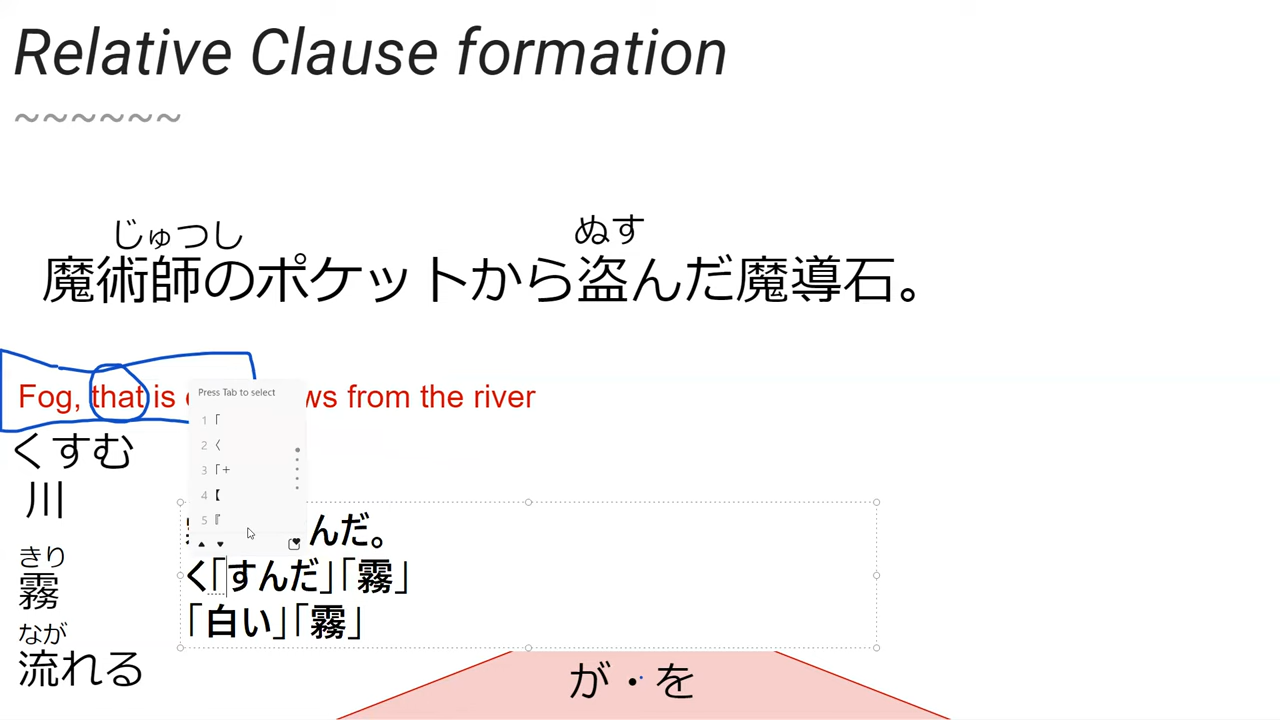 Relative Clause formation
~~~~~~
じゅつし ぬす
魔術師のポケットから盗んだ魔導石。
Fog, that is ws from the river
Press Tab to select
1 「
2 〈
3 「+
4 【
5 『
くすむ
川
きり
霧
なが
流れる
んだ。
く「すんだ」「霧」
「白い」「霧」
が・を